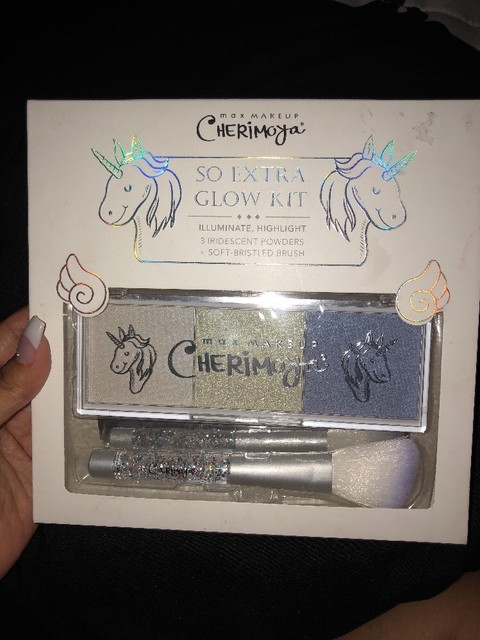 max MAKEUP
CHERIMOYA
SO EXTRA
GLOW KIT
ILLUMINATE, HIGHLIGHT
3 IRIDESCENT POWDERS
+ SOFT-BRISTLED BRUSH
max MAKEUP
CHERIMOYA